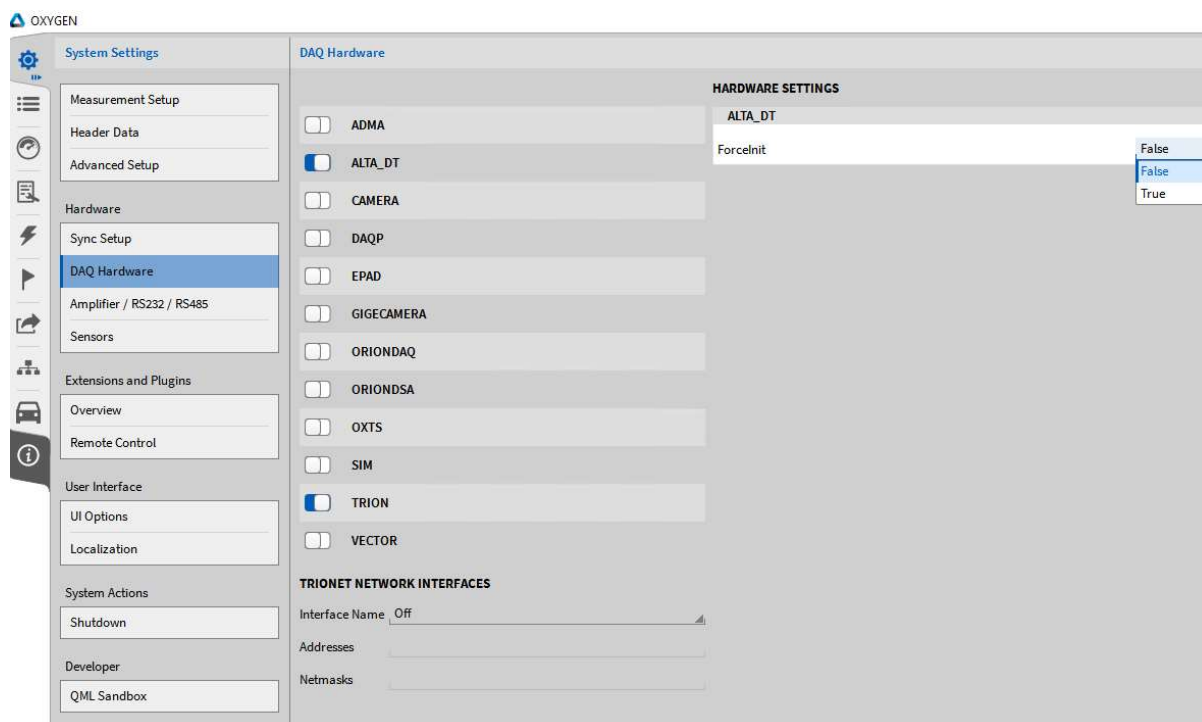 OXYGEN
System Settings
Measurement Setup
Header Data
Advanced Setup
Hardware
Sync Setup
DAQ Hardware
Amplifier / RS232 / RS485
Sensors
Extensions and Plugins
Overview
Remote Control
User Interface
UI Options
Localization
System Actions
Shutdown
Developer
QML Sandbox
DAQ Hardware
ADMA
ALTA_DT
CAMERA
DAQP
EPAD
GIGECAMERA
ORIONDAQ
ORIONDSA
OXTS
SIM
TRION
VECTOR
TRIONET NETWORK INTERFACES
Interface Name Off
Addresses
Netmasks
HARDWARE SETTINGS
ALTA_DT
ForceInit False
False
True